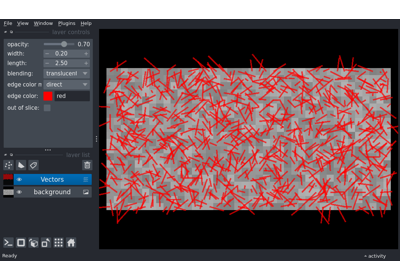 File View Window Plugins Help
layer controls
opacity: 0.70
width: 0.20
length: 2.50
blending: translucent
edge color m direct
edge color: red
out of slice:
layer list
Vectors
background
Ready
activity